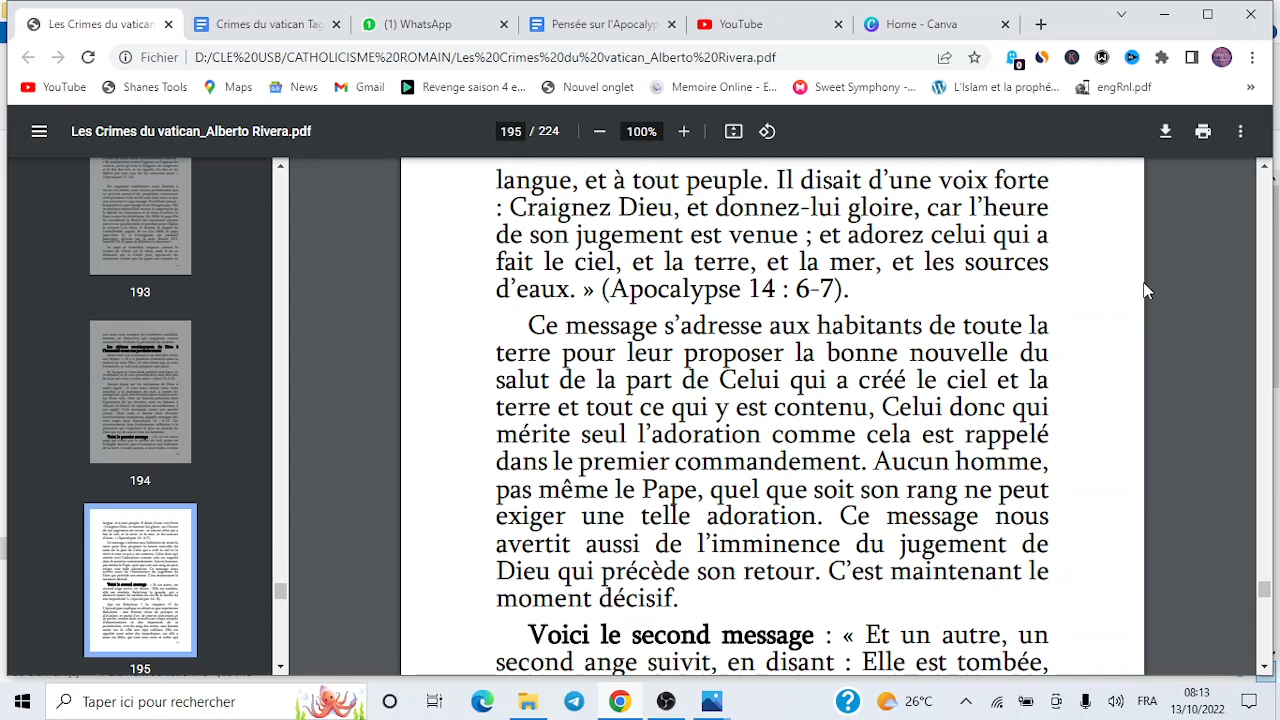 Les Crimes du vatican
Crimes du vatican Tag
(1) WhatsApp
Pensée sur l'Apocalyp
YouTube
Home - Canva
Fichier D:/CLE%20USB/CATHOLICISME%20ROMAIN/Les%20Crimes%20du%20vatican_Alberto%20Rivera.pdf
YouTube
Shanes Tools
Maps
News
Gmail
Revenge saison 4 e...
Nouvel onglet
Memoire Online - E...
Sweet Symphony -...
L'Islam et la prophé...
engRnl.pdf
Les Crimes du vatican_Alberto Rivera.pdf
195 / 224
100%
193
194
195
langue, et à tout peuple. Il disait d’une voix forte
: Craignez Dieu, et donnez-lui gloire, car l’heure
de son jugement est venue ; et adorez celui qui a
fait le ciel, et la terre, et la mer, et les sources
d’eaux. » (Apocalypse 14 : 6-7).
Ce message s’adresse aux habitants de toute la
terre pour leur proposer la bonne nouvelle du
salut de la part de Celui qui a créé le ciel et la
terre et tout ce qui y est contenu. Celui donc qui
mérite seul l’adoration comme cela est rappelé
dans le premier commandement. Aucun homme,
pas même le Pape, quel que soit son rang ne peut
exiger une telle adoration. Ce message nous
avertit aussi de l’imminence du jugement de
Dieu qui précède son retour. C’est maintenant le
moment décisif.
Voici le second message : « Et un autre, un
second ange suivit, en disant : Elle est tombée,
Taper ici pour rechercher
26°C
FRA
08:13
13/10/2022